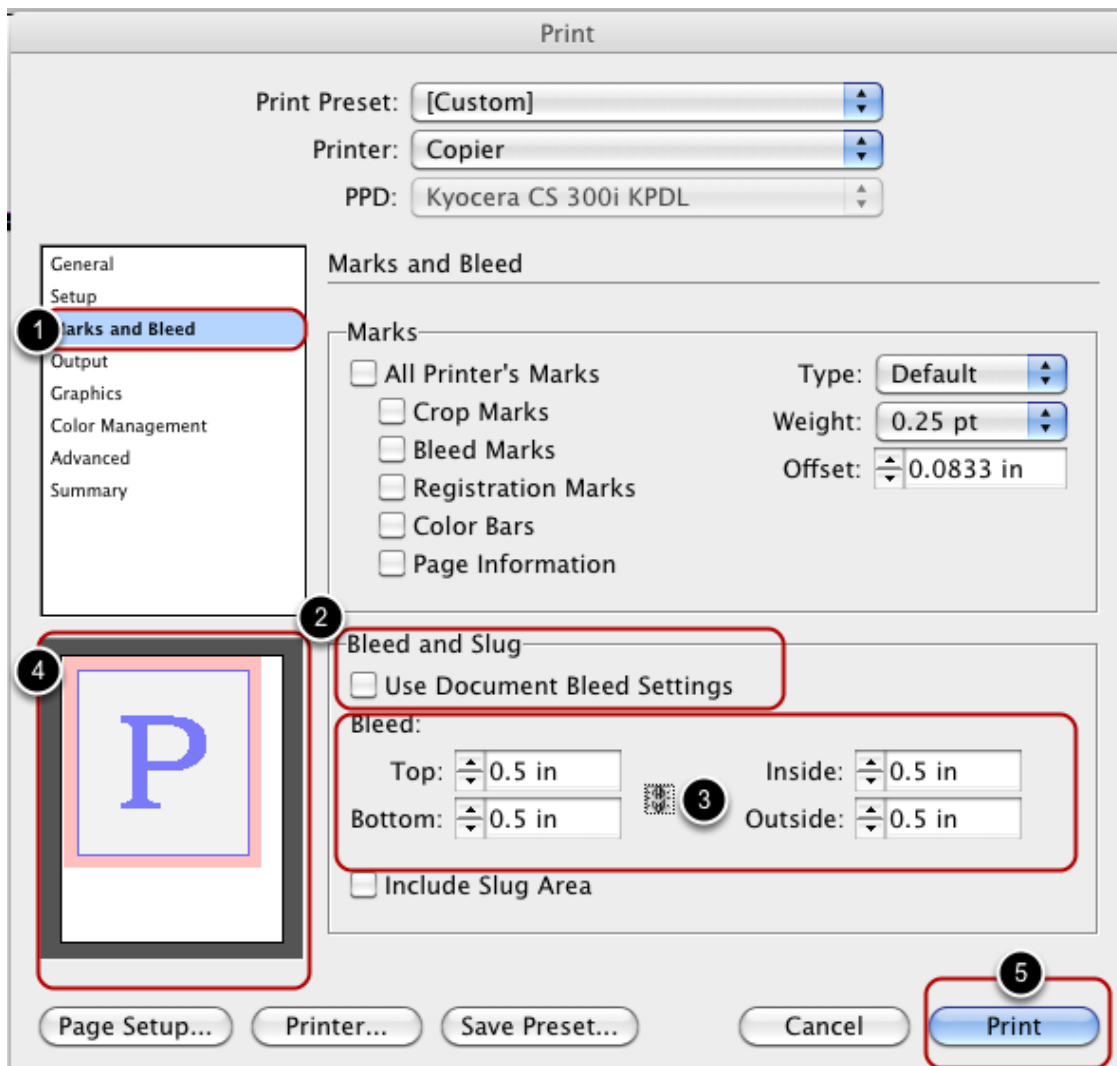 Print
Print Preset: [Custom]
Printer: Copier
PPD: Kyocera CS 300i KPDL
General
Setup
1 arks and Bleed
Output
Graphics
Color Management
Advanced
Summary
Marks and Bleed
Marks
All Printer's Marks
Crop Marks
Bleed Marks
Registration Marks
Color Bars
Page Information
Type: Default
Weight: 0.25 pt
Offset: 0.0833 in
2
Bleed and Slug
Use Document Bleed Settings
Bleed:
Top: 0.5 in
Bottom: 0.5 in
3
Inside: 0.5 in
Outside: 0.5 in
Include Slug Area
4
P
5
Page Setup... Printer... Save Preset... Cancel Print